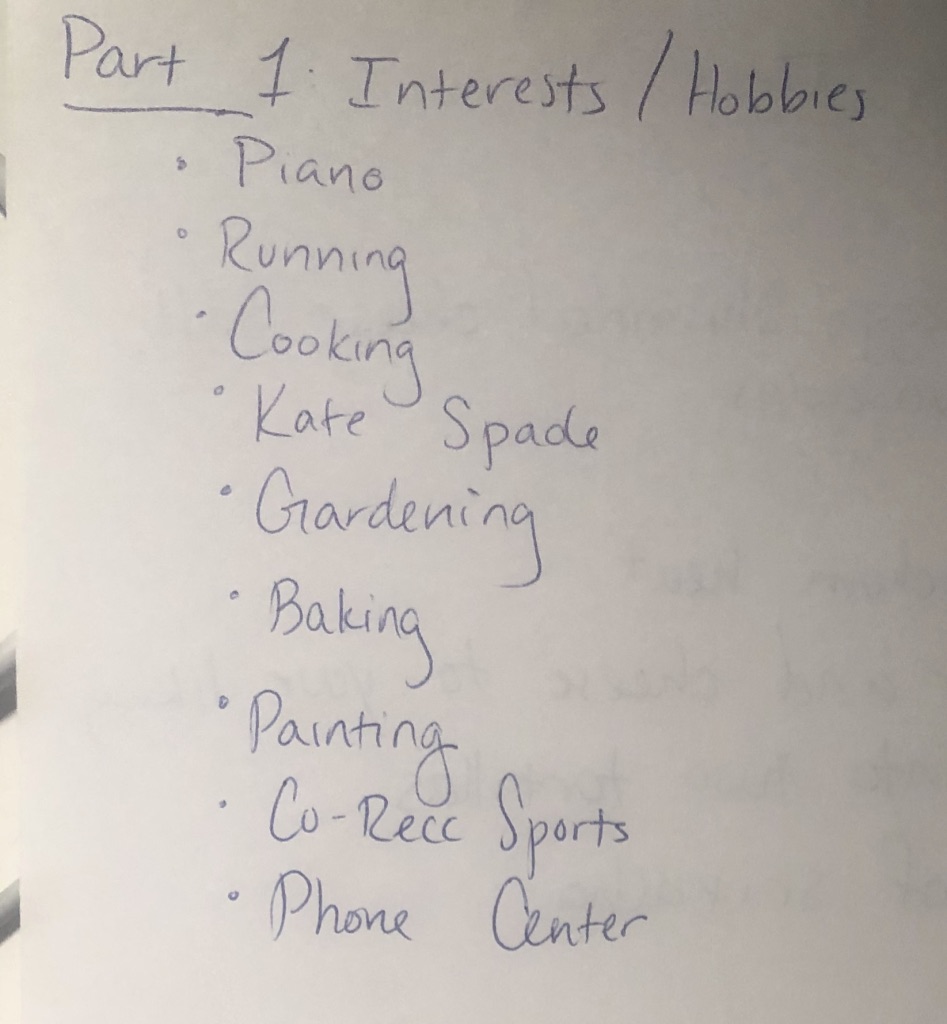 Part 1: Interests / Hobbies
• Piano
• Running
• Cooking
• Kate Spade
• Gardening
• Baking
• Painting
• Co-Recc Sports
• Phone Center